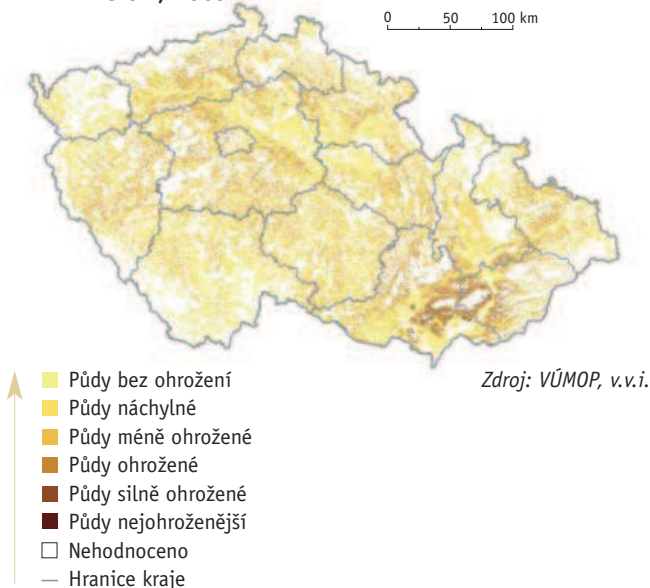 0 50 100 km
Půdy bez ohrožení
Zdroj: VÚMOP, v.v.i.
Půdy náchylné
Půdy méně ohrožené
Půdy ohrožené
Půdy silně ohrožené
Půdy nejohroženější
Nehodnoceno
Hranice kraje